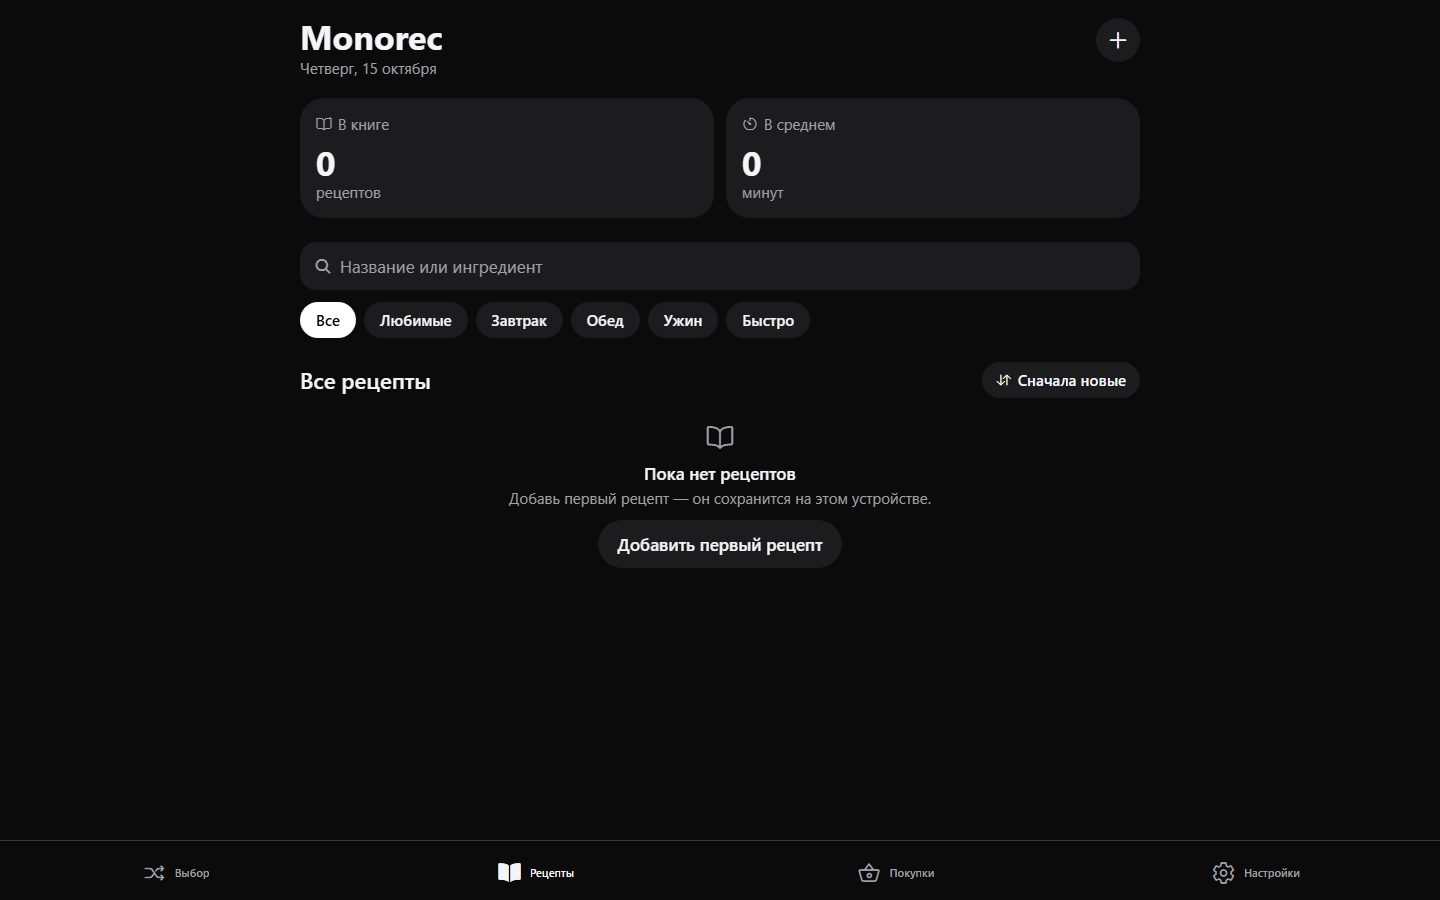 Monorec
Четверг, 15 октября
В книге
0
рецептов
В среднем
0
минут
Название или ингредиент
Все
Любимые
Завтрак
Обед
Ужин
Быстро
Все рецепты
Сначала новые
Пока нет рецептов
Добавь первый рецепт — он сохранится на этом устройстве.
Добавить первый рецепт
Выбор
Рецепты
Покупки
Настройки